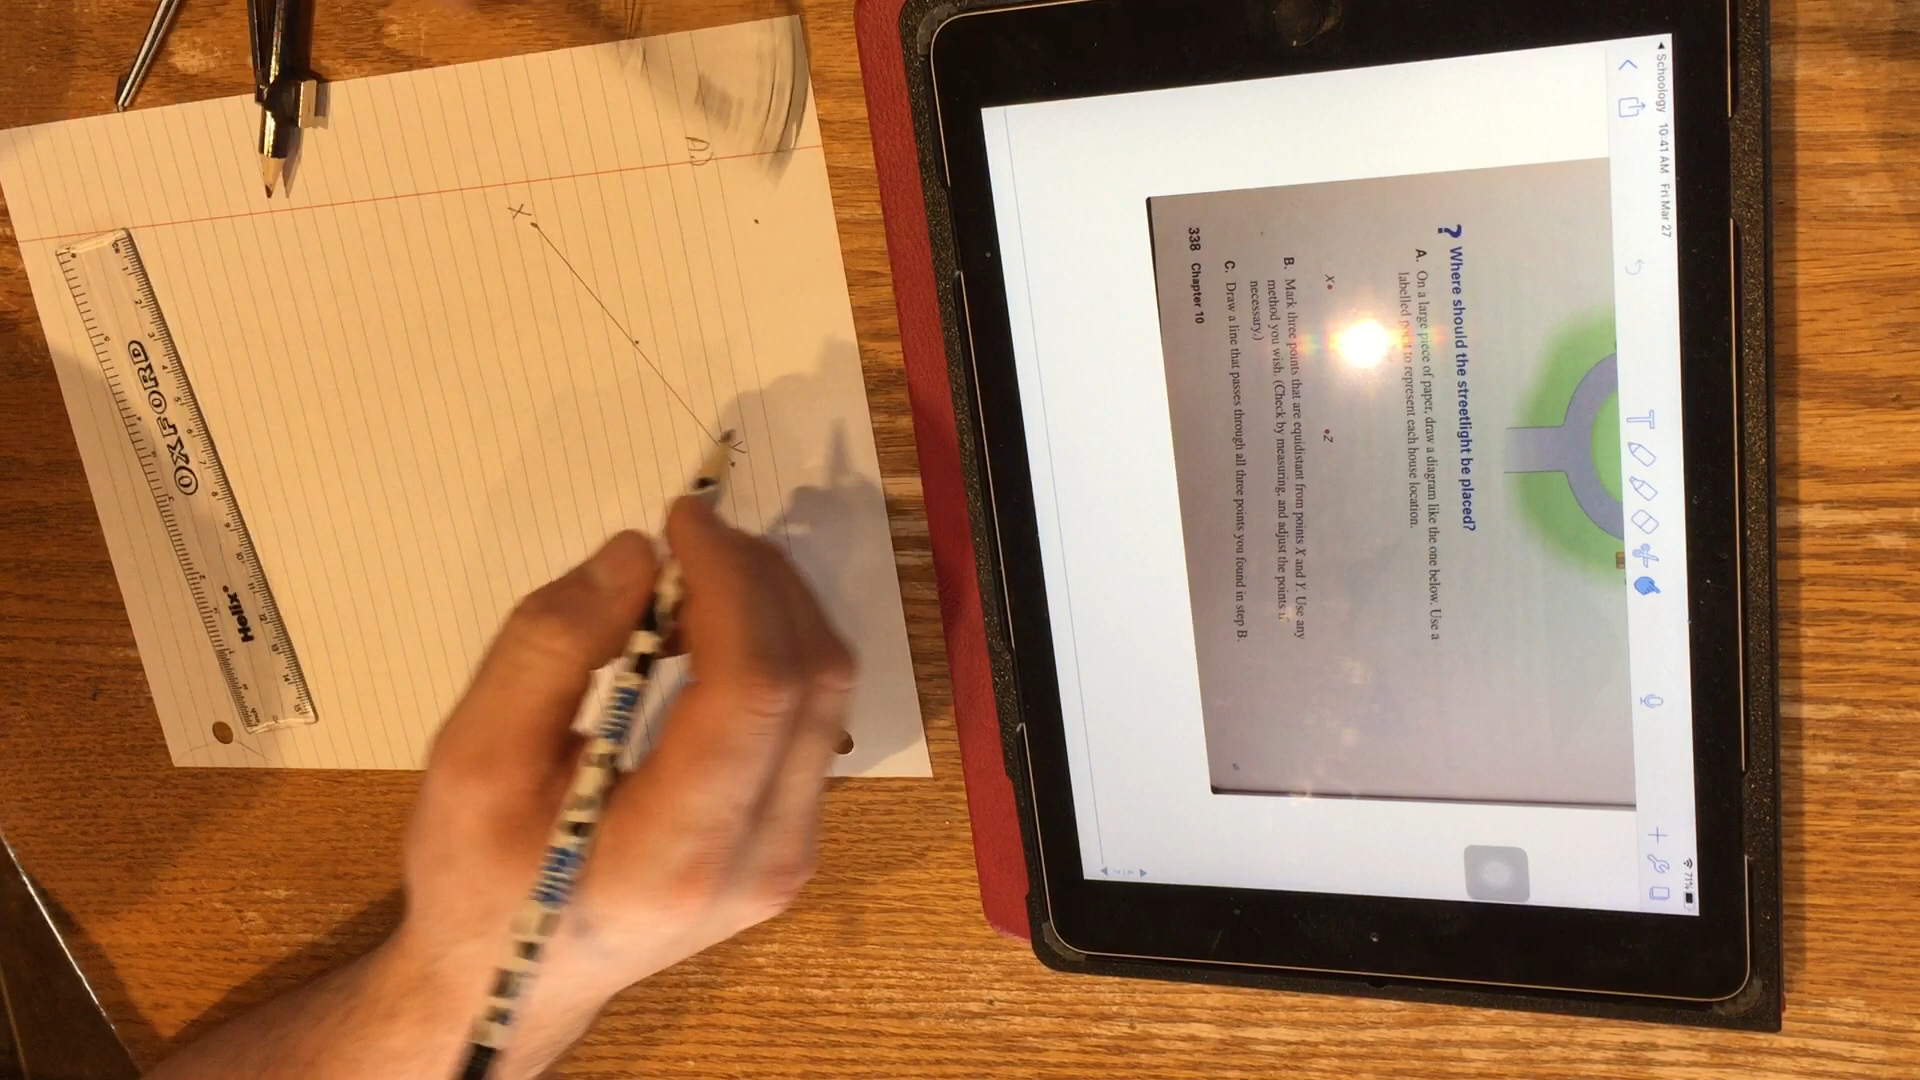 ◀ Schoology 10:41 AM Fri Mar 27
71%
? Where should the streetlight be placed?
A. On a large piece of paper, draw a diagram like the one below. Use a
labelled point to represent each house location.
X•
•Z
B. Mark three points that are equidistant from points X and Y. Use any
method you wish. (Check by measuring, and adjust the points if
necessary.)
C. Draw a line that passes through all three points you found in step B.
338 Chapter 10
X
Y
OXFORD
Helix